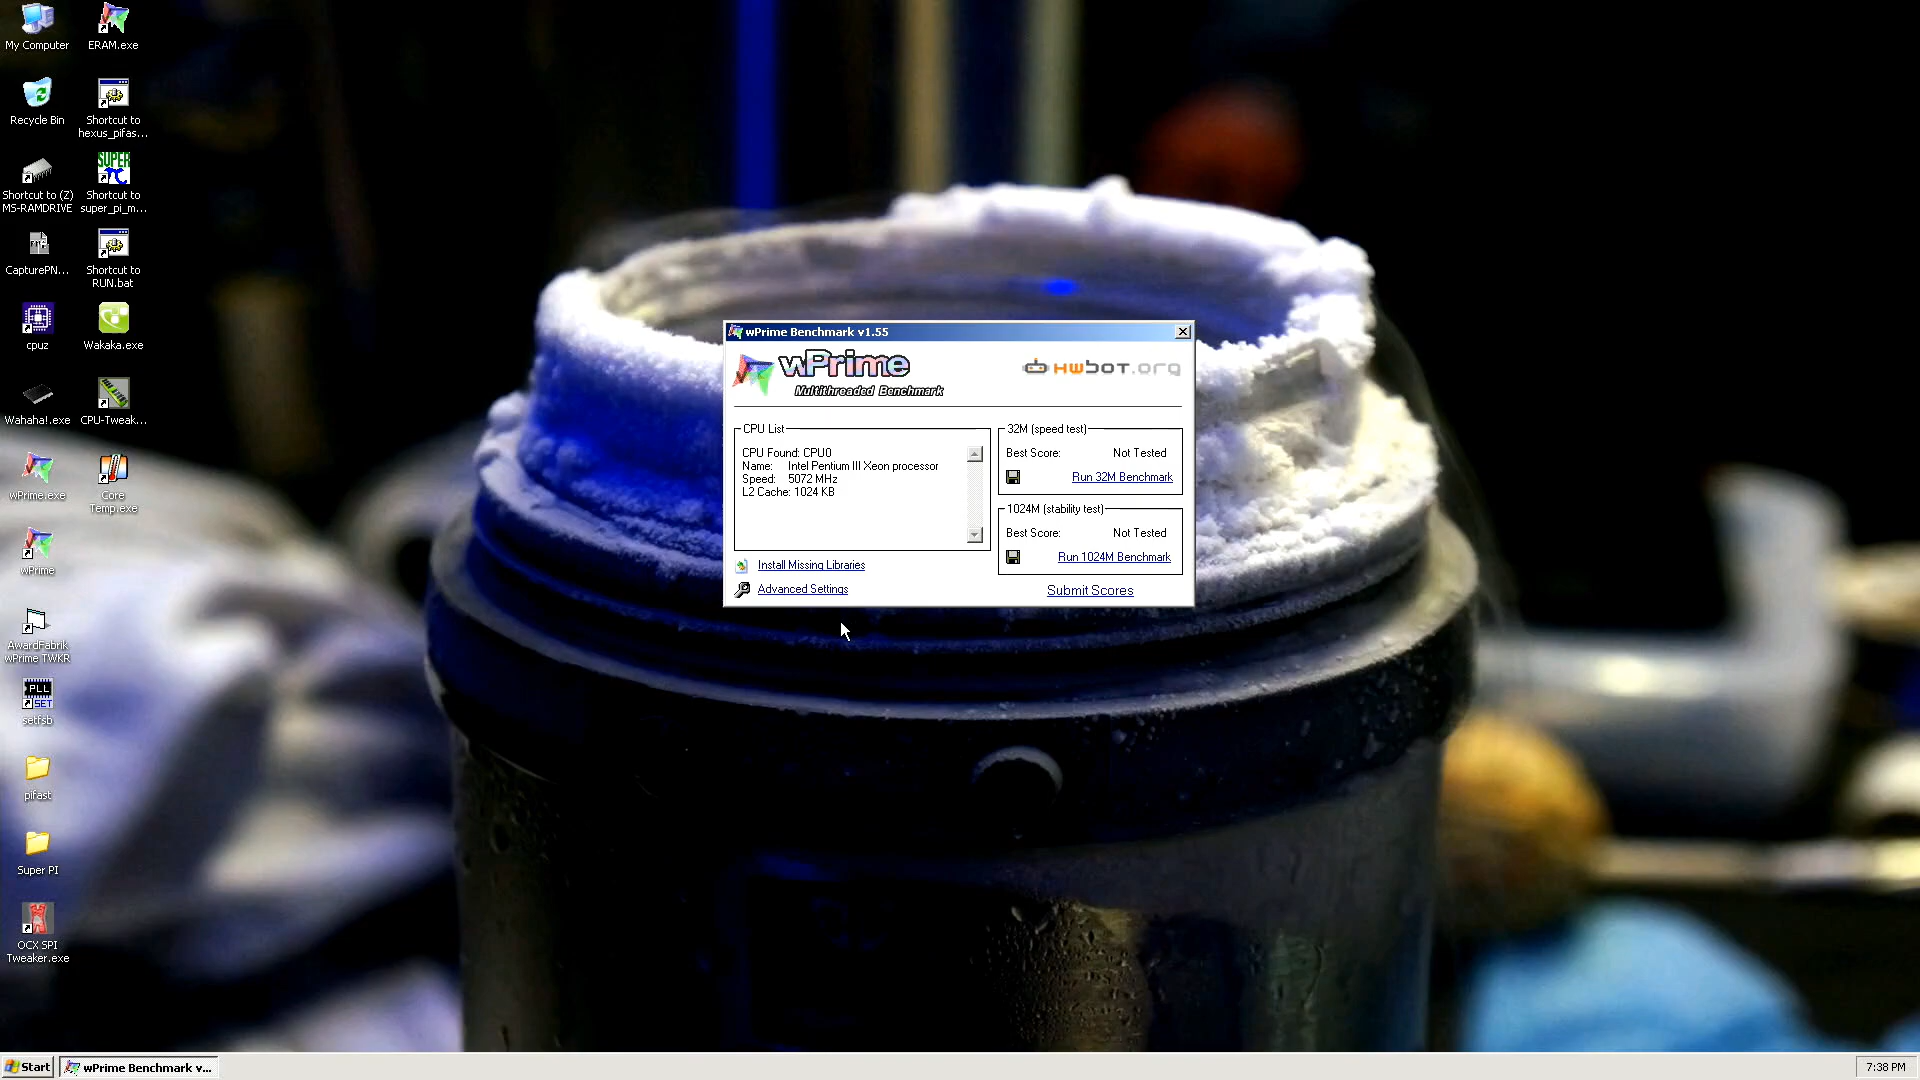 My Computer
ERAM.exe
Recycle Bin
Shortcut to
hexus_pifas...
Shortcut to (Z)
MS-RAMDRIVE
SUPER
Shortcut to
super_pi_m...
CapturePN...
Shortcut to
RUN.bat
cpuz
Wakaka.exe
Wahaha!.exe
CPU-Tweak...
wPrime.exe
Core
Temp.exe
wPrime
AwardFabrik
wPrime TWKR
PLL
SET
setfsb
pifast
Super PI
OCX SPI
Tweaker.exe
wPrime Benchmark v1.55
wPrime
Multithreaded Benchmark
HWBOT.org
CPU List
CPU Found: CPU0
Name: Intel Pentium III Xeon processor
Speed: 5072 MHz
L2 Cache: 1024 KB
Install Missing Libraries
Advanced Settings
32M (speed test)
Best Score: Not Tested
Run 32M Benchmark
1024M (stability test)
Best Score: Not Tested
Run 1024M Benchmark
Submit Scores
Start
wPrime Benchmark v...
7:38 PM